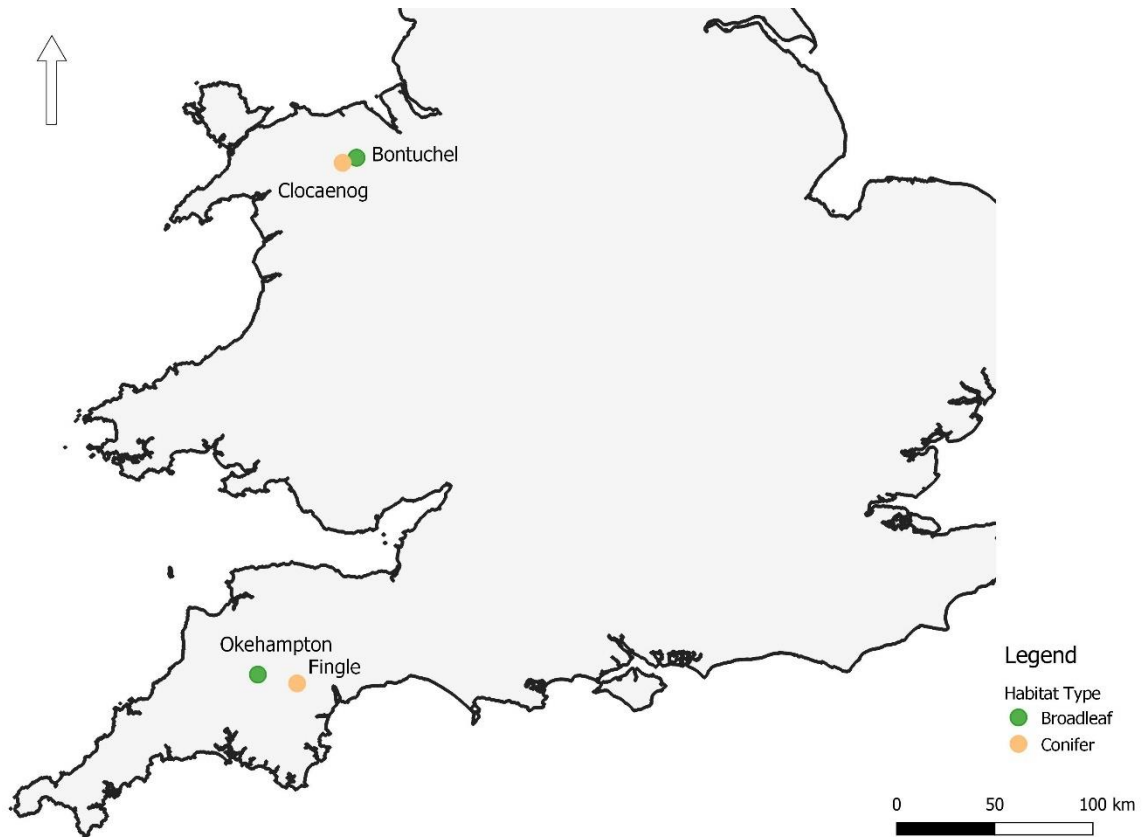 Bontuchel
Clocaenog
Okehampton
Fingle
Legend
Habitat Type
Broadleaf
Conifer
0 50 100 km